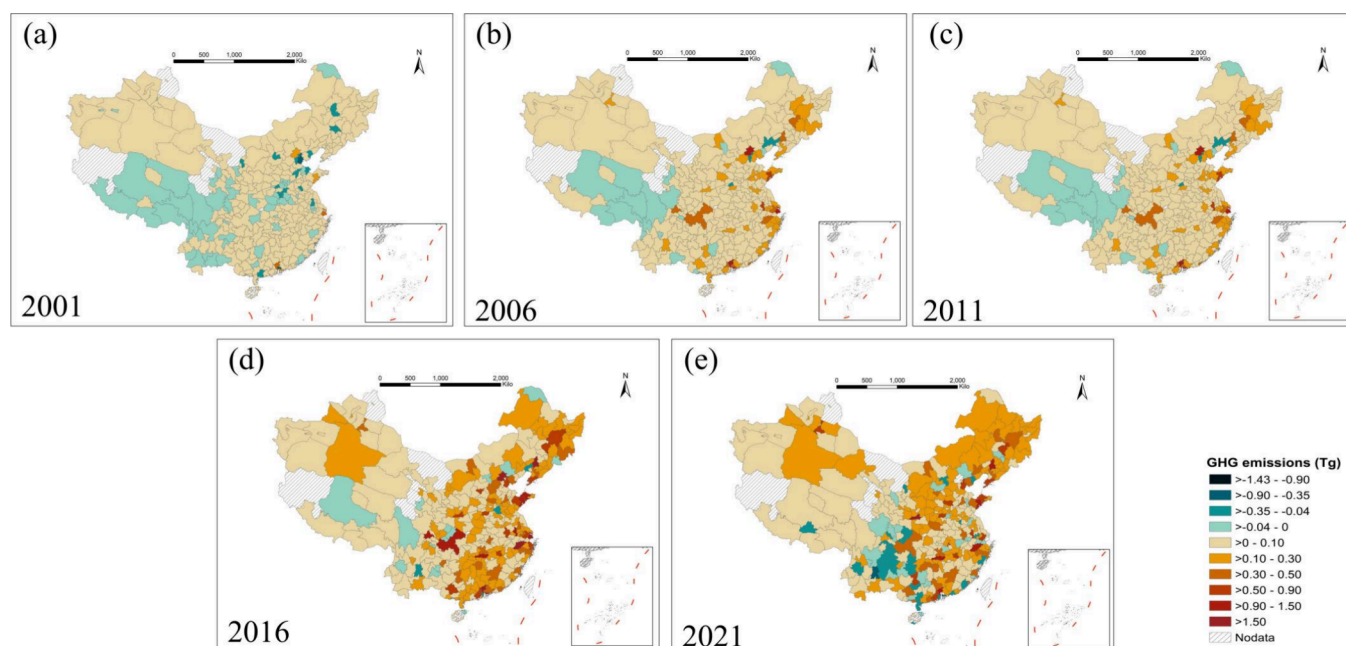 (a)
0 500 1,000 2,000
Kilo
N
2001
(b)
0 500 1,000 2,000
Kilo
N
2006
(c)
0 500 1,000 2,000
Kilo
N
2011
(d)
0 500 1,000 2,000
Kilo
N
2016
(e)
0 500 1,000 2,000
Kilo
N
2021
GHG emissions (Tg)
>-1.43 - -0.90
>-0.90 - -0.35
>-0.35 - -0.04
>-0.04 - 0
>0 - 0.10
>0.10 - 0.30
>0.30 - 0.50
>0.50 - 0.90
>0.90 - 1.50
>1.50
Nodata